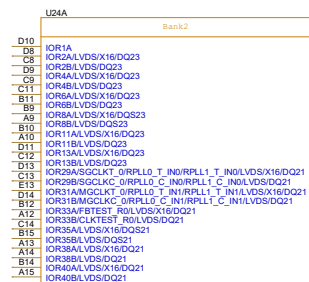 U24A
Bank2
D10 IOR1A
D8 IOR2A/LVDS/X16/DQ23
C8 IOR2B/LVDS/DQ23
D9 IOR4A/LVDS/X16/DQ23
C9 IOR4B/LVDS/DQ23
C11 IOR6A/LVDS/X16/DQ23
B11 IOR6B/LVDS/DQ23
B9 IOR8A/LVDS/X16/DQS23
A9 IOR8B/LVDS/DQS23
B10 IOR11A/LVDS/X16/DQ23
A10 IOR11B/LVDS/DQ23
D11 IOR13A/LVDS/X16/DQ23
C12 IOR13B/LVDS/DQ23
D13 IOR29A/SGCLKT_0/RPLL0_T_IN0/RPLL1_T_IN0/LVDS/X16/DQ21
C13 IOR29B/SGCLKC_0/RPLL0_C_IN0/RPLL1_C_IN0/LVDS/DQ21
E13 IOR31A/MGCLKT_0/RPLL0_T_IN1/RPLL1_T_IN1/LVDS/X16/DQ21
D14 IOR31B/MGCLKC_0/RPLL0_C_IN1/RPLL1_C_IN1/LVDS/DQ21
B12 IOR33A/FBTEST_R0/LVDS/X16/DQ21
A12 IOR33B/CLKTEST_R0/LVDS/DQ21
C14 IOR35A/LVDS/X16/DQS21
B15 IOR35B/LVDS/DQS21
A13 IOR38A/LVDS/X16/DQ21
A14 IOR38B/LVDS/DQ21
B14 IOR40A/LVDS/X16/DQ21
A15 IOR40B/LVDS/DQ21